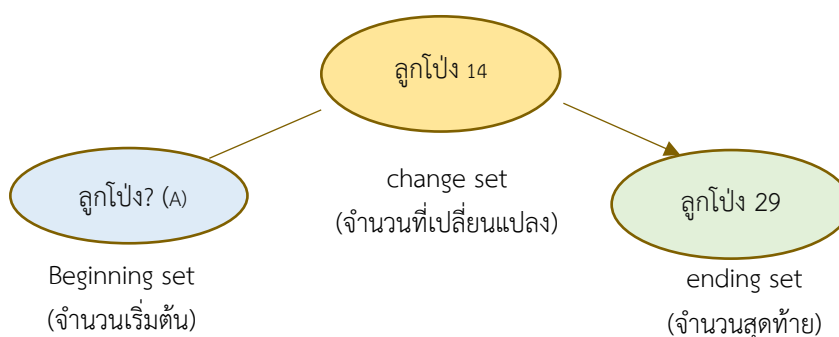 ลูกโป่ง 14
ลูกโป่ง? (A)
change set
(จำนวนที่เปลี่ยนแปลง)
ลูกโป่ง 29
Beginning set
(จำนวนเริ่มต้น)
ending set
(จำนวนสุดท้าย)